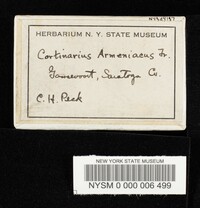 HERBARIUM N. Y. STATE MUSEUM
Cortinarius Armeniacus Fr.
Gansevoort, Saratoga Co.
C. H. Peck
NEW YORK STATE MUSEUM
NYSM 0 000 006 499